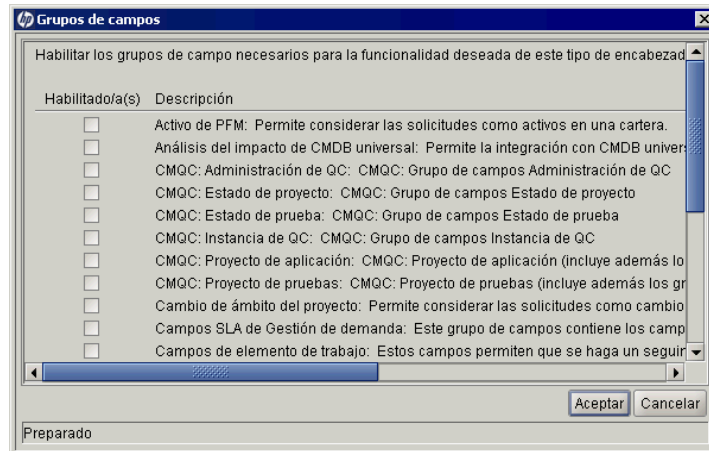 hp Grupos de campos
Habilitar los grupos de campo necesarios para la funcionalidad deseada de este tipo de encabezad
Habilitado/a(s) Descripción
Activo de PFM: Permite considerar las solicitudes como activos en una cartera.
Análisis del impacto de CMDB universal: Permite la integración con CMDB univer
CMQC: Administración de QC: CMQC: Grupo de campos Administración de QC
CMQC: Estado de proyecto: CMQC: Grupo de campos Estado de proyecto
CMQC: Estado de prueba: CMQC: Grupo de campos Estado de prueba
CMQC: Instancia de QC: CMQC: Grupo de campos Instancia de QC
CMQC: Proyecto de aplicación: CMQC: Proyecto de aplicación (incluye además lo
CMQC: Proyecto de pruebas: CMQC: Proyecto de pruebas (incluye además los gr
Cambio de ámbito del proyecto: Permite considerar las solicitudes como cambio
Campos SLA de Gestión de demanda: Este grupo de campos contiene los camp
Campos de elemento de trabajo: Estos campos permiten que se haga un seguir
Aceptar Cancelar
Preparado